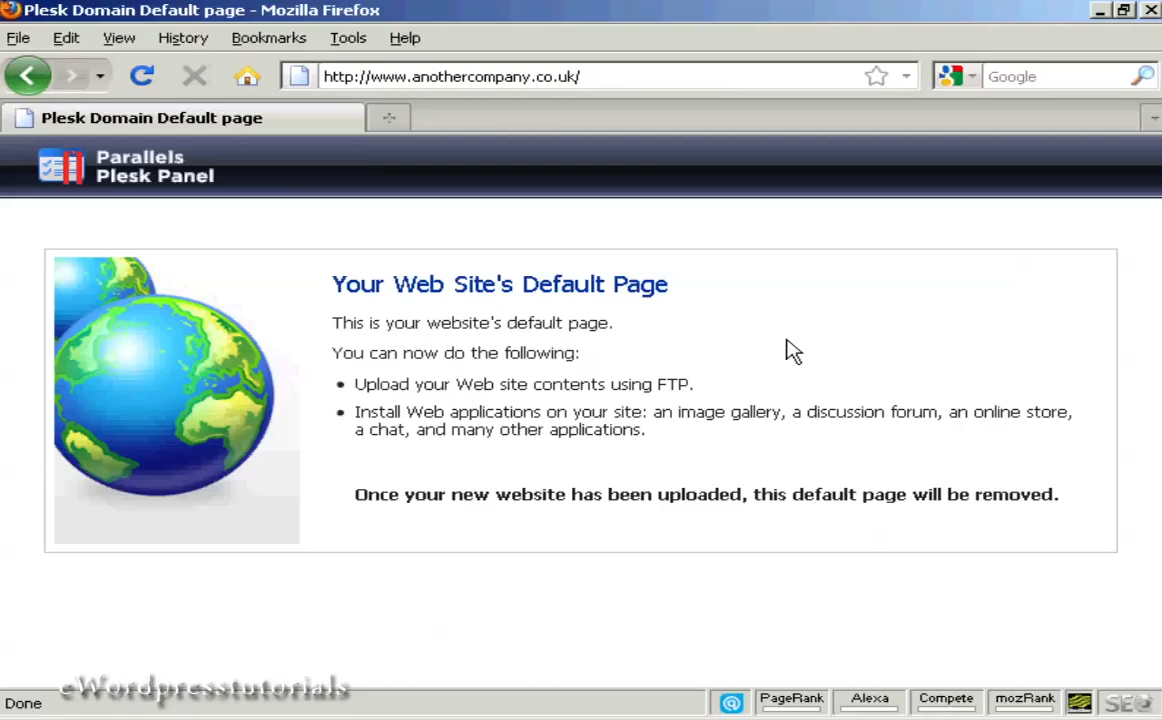 Plesk Domain Default page - Mozilla Firefox
File Edit View History Bookmarks Tools Help
http://www.anothercompany.co.uk/
Google
Plesk Domain Default page
Parallels
Plesk Panel
Your Web Site's Default Page
This is your website's default page.
You can now do the following:
• Upload your Web site contents using FTP.
• Install Web applications on your site: an image gallery, a discussion forum, an online store,
a chat, and many other applications.
Once your new website has been uploaded, this default page will be removed.
eWordpresstutorials
Done
PageRank Alexa Compete mozRank SEO